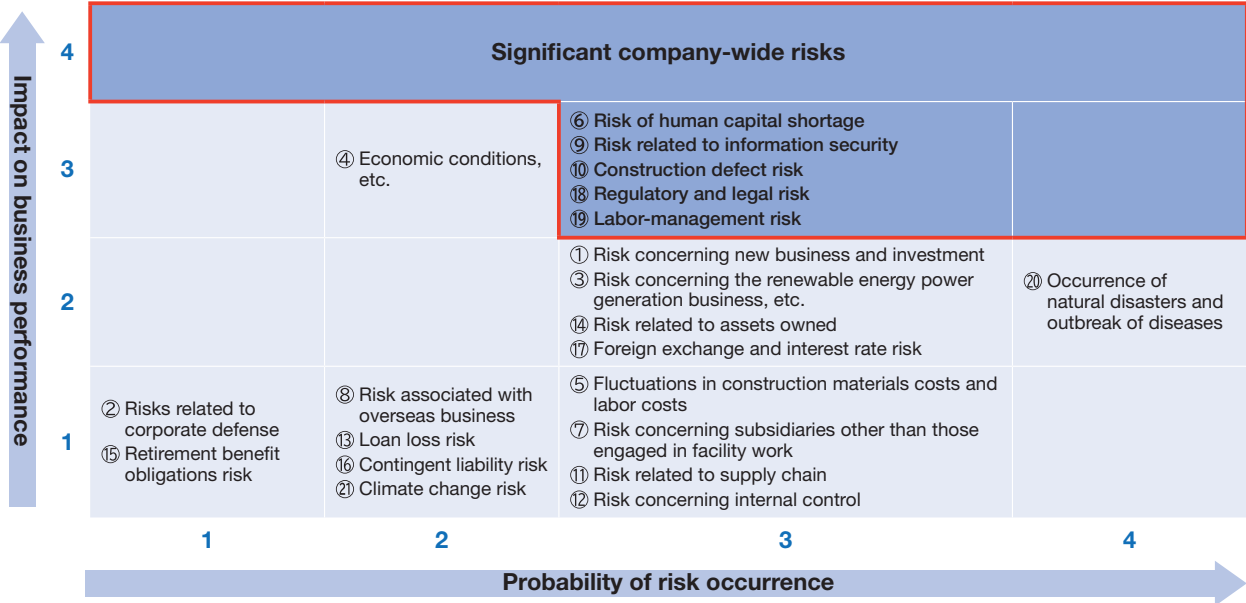 Impact on business performance
4
Significant company-wide risks
3
④ Economic conditions,
etc.
⑥ Risk of human capital shortage
⑨ Risk related to information security
⑩ Construction defect risk
⑱ Regulatory and legal risk
⑲ Labor-management risk
2
① Risk concerning new business and investment
③ Risk concerning the renewable energy power
generation business, etc.
⑭ Risk related to assets owned
⑰ Foreign exchange and interest rate risk
⑳ Occurrence of
natural disasters and
outbreak of diseases
1
② Risks related to
corporate defense
⑮ Retirement benefit
obligations risk
⑧ Risk associated with
overseas business
⑬ Loan loss risk
⑯ Contingent liability risk
㉑ Climate change risk
⑤ Fluctuations in construction materials costs and
labor costs
⑦ Risk concerning subsidiaries other than those
engaged in facility work
⑪ Risk related to supply chain
⑫ Risk concerning internal control
1
2
3
4
Probability of risk occurrence